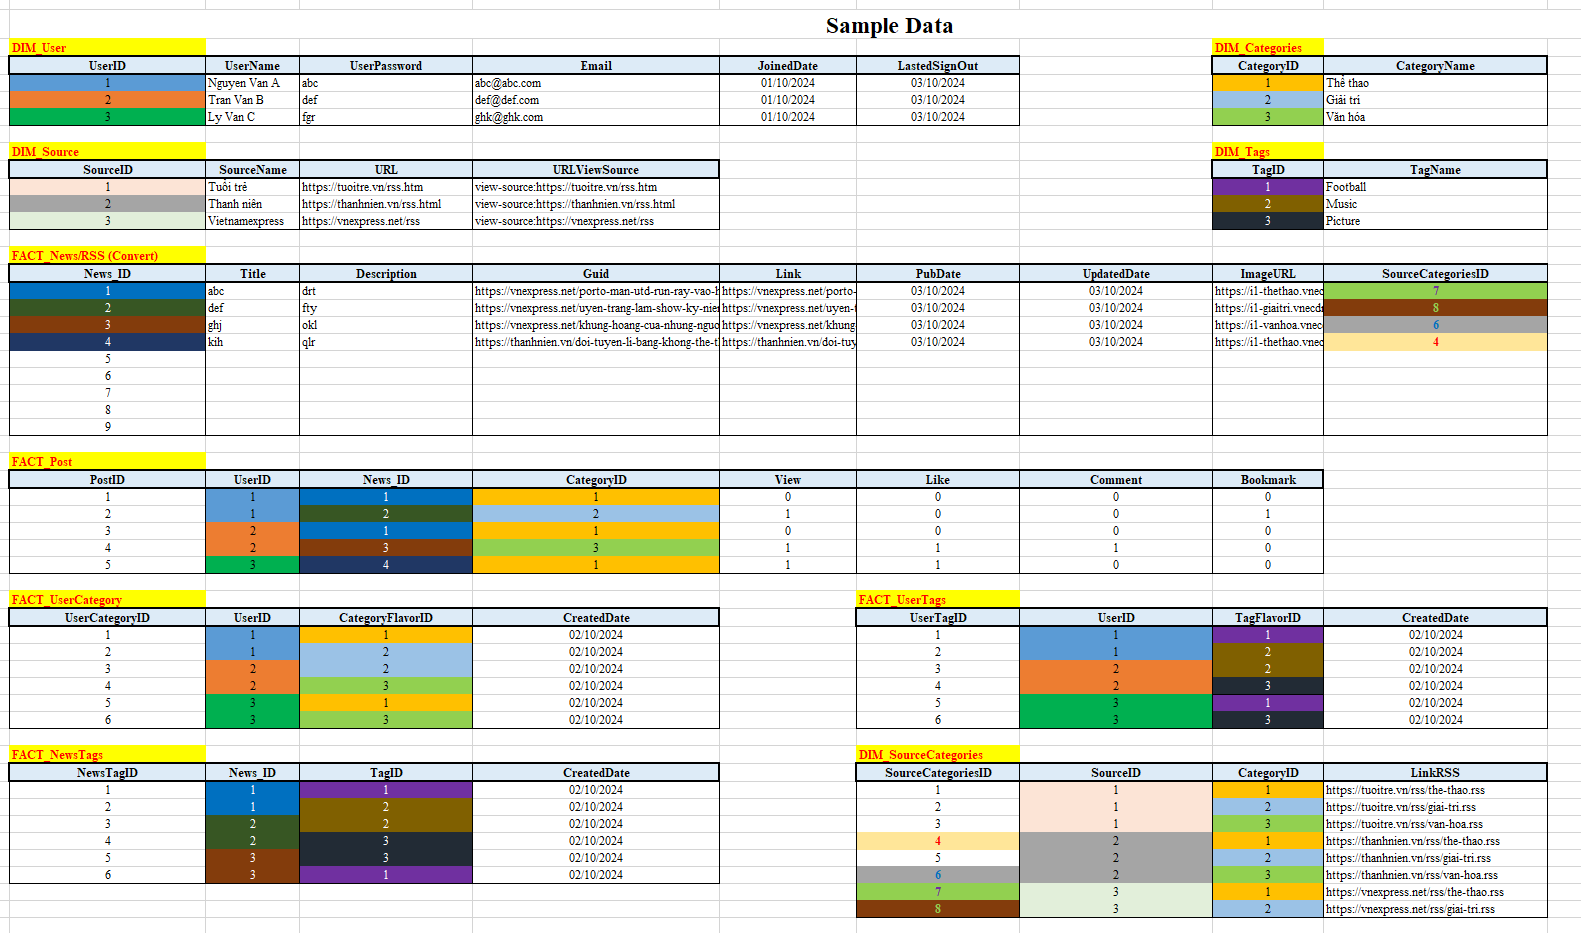 Sample Data
DIM_User
UserID UserName UserPassword Email JoinedDate LastedSignOut
1 Nguyen Van A abc abc@abc.com 01/10/2024 03/10/2024
2 Tran Van B def def@def.com 01/10/2024 03/10/2024
3 Ly Van C fgr ghk@ghk.com 01/10/2024 03/10/2024
DIM_Categories
CategoryID CategoryName
1 Thể thao
2 Giải trí
3 Văn hóa
DIM_Source
SourceID SourceName URL URLViewSource
1 Tuổi trẻ https://tuoitre.vn/rss.htm view-source:https://tuoitre.vn/rss.htm
2 Thanh niên https://thanhnien.vn/rss.html view-source:https://thanhnien.vn/rss.html
3 Vietnamexpress https://vnexpress.net/rss view-source:https://vnexpress.net/rss
DIM_Tags
TagID TagName
1 Football
2 Music
3 Picture
FACT_News/RSS (Convert)
News_ID Title Description Guid Link PubDate UpdatedDate ImageURL SourceCategoriesID
1 abc drt https://vnexpress.net/porto-man-utd-run-ray-vao-h https://vnexpress.net/porto- 03/10/2024 03/10/2024 https://i1-thethao.vnec 7
2 def fty https://vnexpress.net/uyen-trang-lam-show-ky-nie https://vnexpress.net/uyen-t 03/10/2024 03/10/2024 https://i1-giaitri.vnecd 8
3 ghj okl https://vnexpress.net/khung-hoang-cua-nhung-nguo https://vnexpress.net/khung- 03/10/2024 03/10/2024 https://i1-vanhoa.vnec 6
4 kih qlr https://thanhnien.vn/doi-tuyen-li-bang-khong-the-t https://thanhnien.vn/doi-tuy 03/10/2024 03/10/2024 https://i1-thethao.vnec 4
5
6
7
8
9
FACT_Post
PostID UserID News_ID CategoryID View Like Comment Bookmark
1 1 1 1 0 0 0 0
2 1 2 2 1 0 0 1
3 2 1 1 0 0 0 0
4 2 3 3 1 1 1 0
5 3 4 1 1 1 0 0
FACT_UserCategory
UserCategoryID UserID CategoryFlavorID CreatedDate
1 1 1 02/10/2024
2 1 2 02/10/2024
3 2 2 02/10/2024
4 2 3 02/10/2024
5 3 1 02/10/2024
6 3 3 02/10/2024
FACT_UserTags
UserTagID UserID TagFlavorID CreatedDate
1 1 1 02/10/2024
2 1 2 02/10/2024
3 2 2 02/10/2024
4 2 3 02/10/2024
5 3 1 02/10/2024
6 3 3 02/10/2024
FACT_NewsTags
NewsTagID News_ID TagID CreatedDate
1 1 1 02/10/2024
2 1 2 02/10/2024
3 2 2 02/10/2024
4 2 3 02/10/2024
5 3 3 02/10/2024
6 3 1 02/10/2024
DIM_SourceCategories
SourceCategoriesID SourceID CategoryID LinkRSS
1 1 1 https://tuoitre.vn/rss/the-thao.rss
2 1 2 https://tuoitre.vn/rss/giai-tri.rss
3 1 3 https://tuoitre.vn/rss/van-hoa.rss
4 2 1 https://thanhnien.vn/rss/the-thao.rss
5 2 2 https://thanhnien.vn/rss/giai-tri.rss
6 2 3 https://thanhnien.vn/rss/van-hoa.rss
7 3 1 https://vnexpress.net/rss/the-thao.rss
8 3 2 https://vnexpress.net/rss/giai-tri.rss